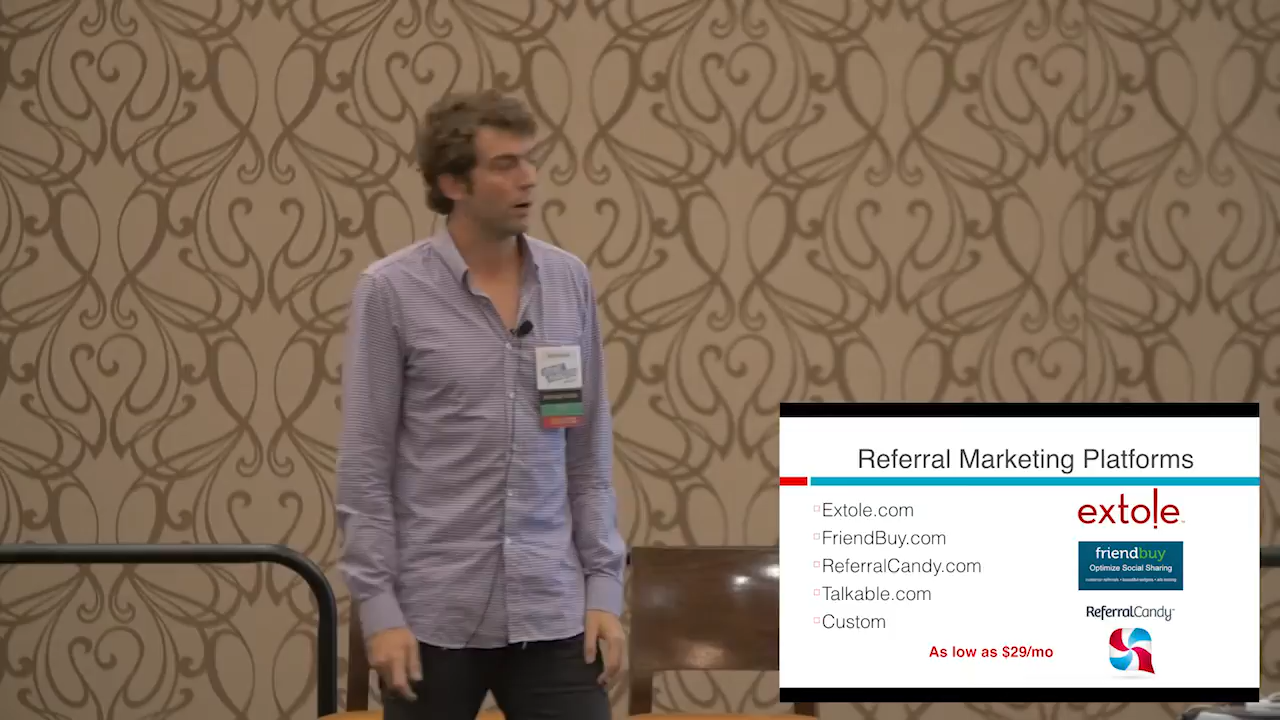 Referral Marketing Platforms
Extole.com
FriendBuy.com
ReferralCandy.com
Talkable.com
Custom
As low as $29/mo
extole
friendbuy
Optimize Social Sharing
ReferralCandy